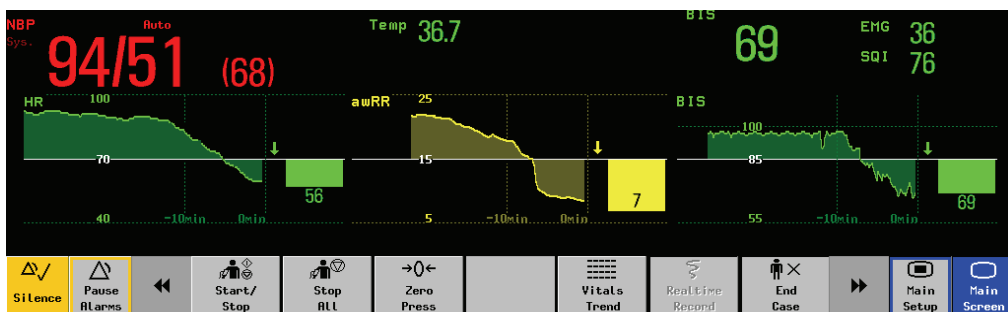 NBP Auto
Sys.
94/51 (68)
Temp 36.7
BIS
69
EMG 36
SQI 76
HR 100
70
40 -10min 0min
56
awRR 25
15
5 -10min 0min
7
BIS
100
85
55 -10min 0min
69
Silence
Pause
Alarms
Start/
Stop
Stop
All
→0←
Zero
Press
Vitals
Trend
Realtime
Record
End
Case
Main
Setup
Main
Screen